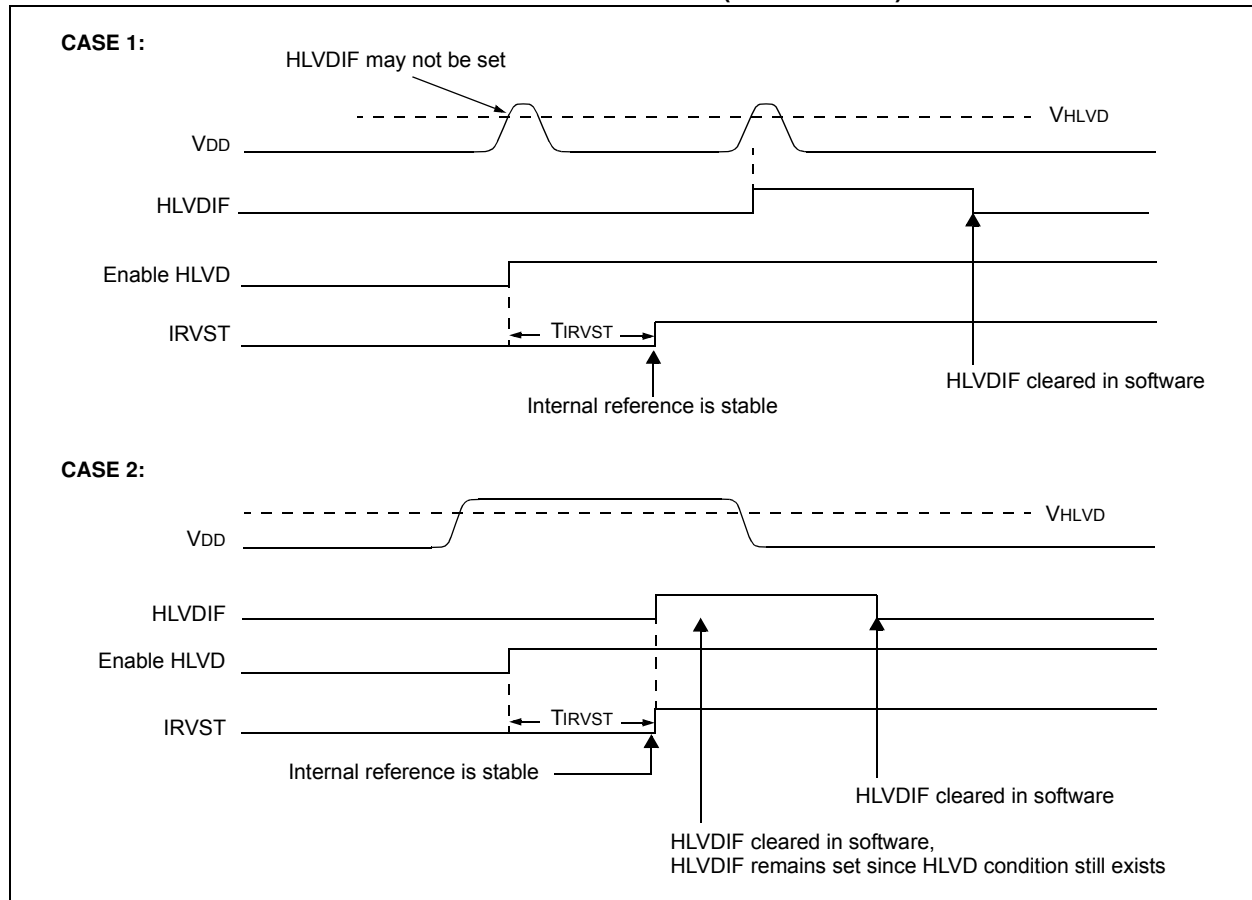 CASE 1:
HLVDIF may not be set
VHLVD
VDD
HLVDIF
Enable HLVD
TIRVST
IRVST
HLVDIF cleared in software
Internal reference is stable
CASE 2:
VHLVD
VDD
HLVDIF
Enable HLVD
TIRVST
IRVST
Internal reference is stable
HLVDIF cleared in software
HLVDIF cleared in software,
HLVDIF remains set since HLVD condition still exists